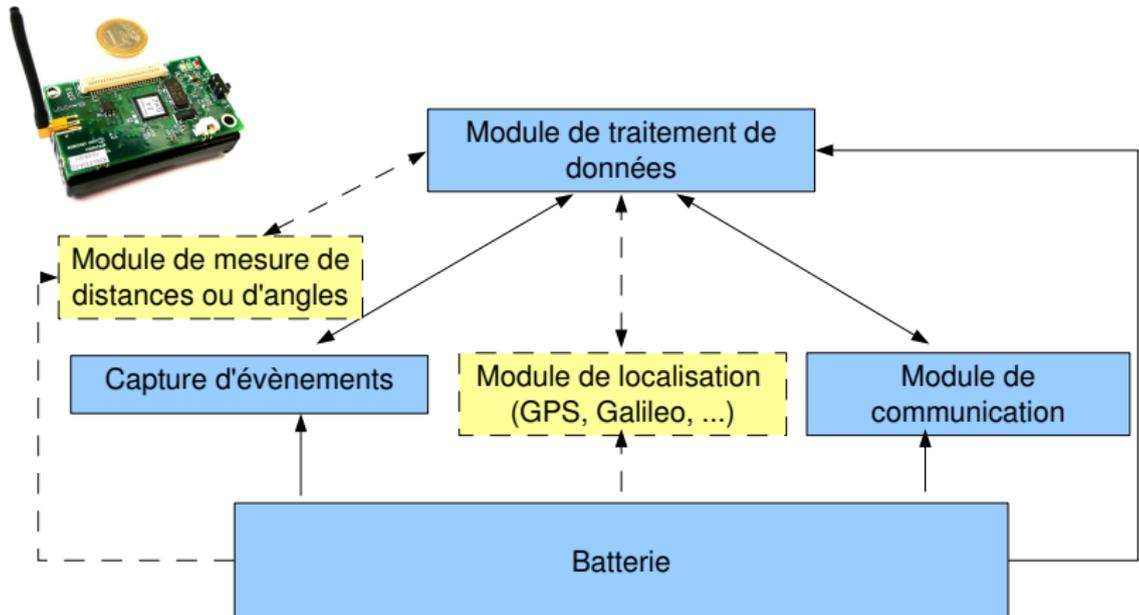 Module de traitement de
données
Module de mesure de
distances ou d'angles
Capture d'évènements
Module de localisation
(GPS, Galileo, ...)
Module de
communication
Batterie